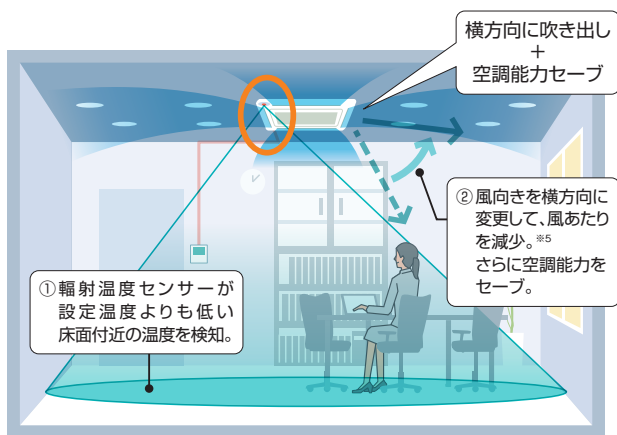 横方向に吹き出し
+
空調能力セーブ
② 風向きを横方向に
変更して、風あたり
を減少。※5
さらに空調能力を
セーブ。
① 輻射温度センサーが
設定温度よりも低い
床面付近の温度を検知。